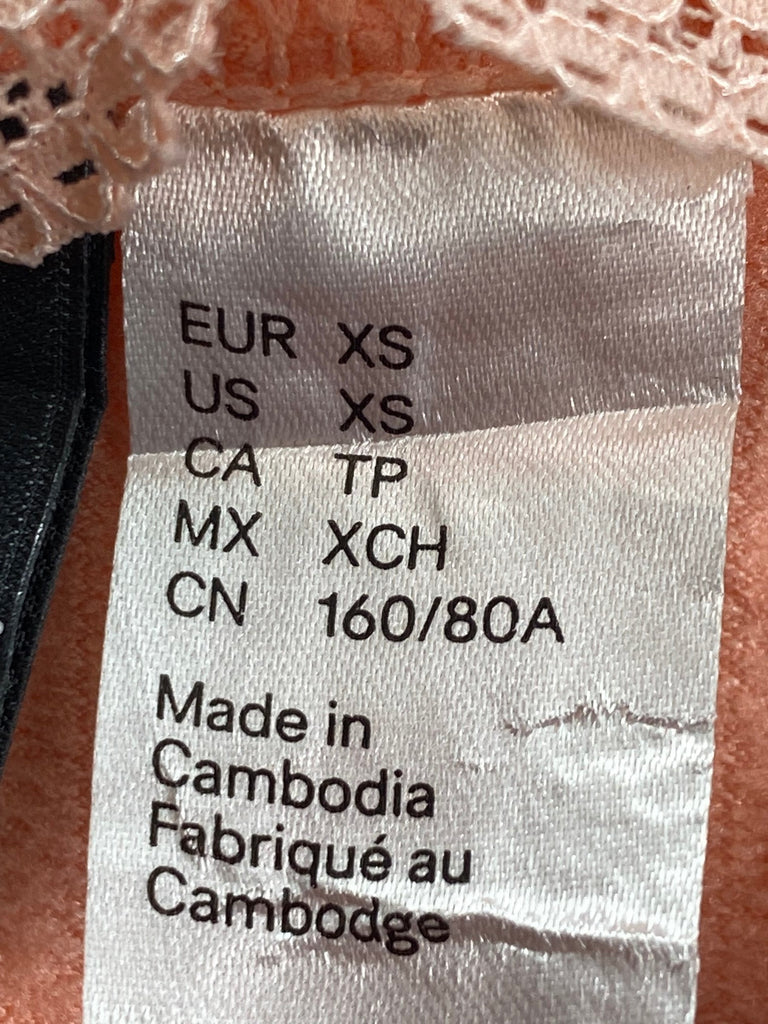 EUR XS
US XS
CA TP
MX XCH
CN 160/80A
Made in
Cambodia
Fabriqué au
Cambodge